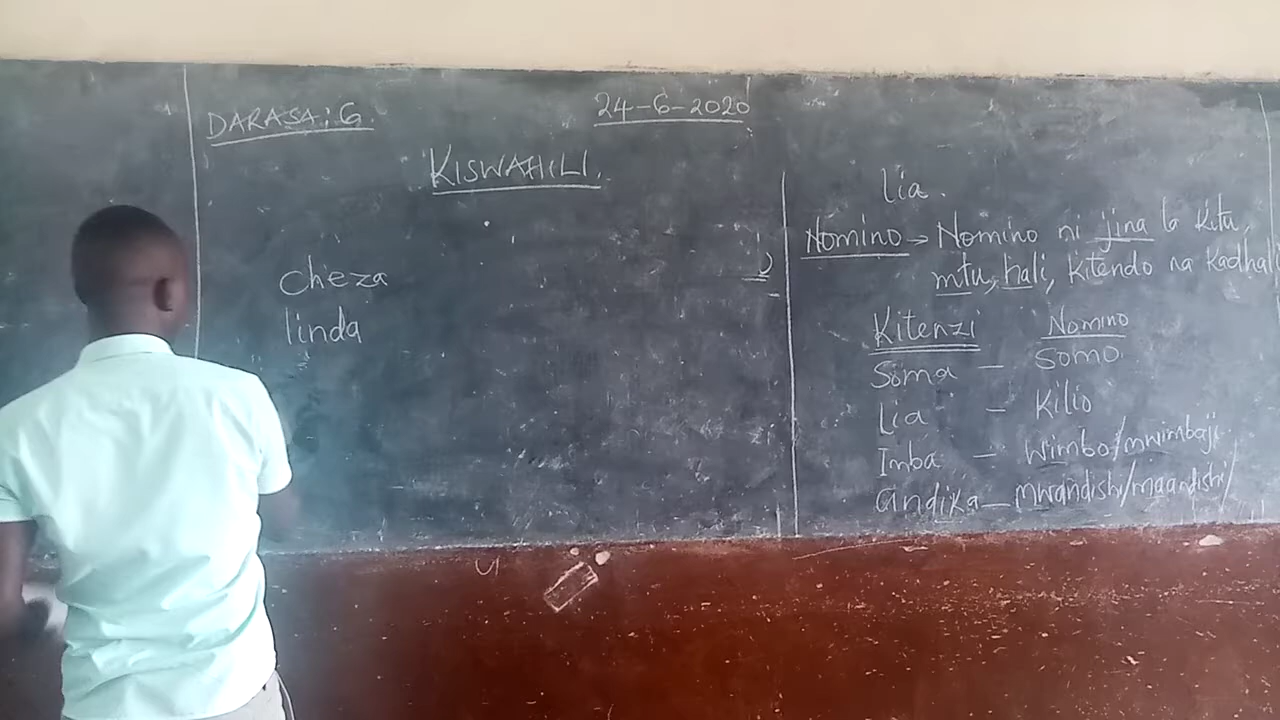 DARASA: 6.
24-6-2020
KISWAHILI.
cheza
linda
lia.
Nomino → Nomino ni jina la kitu,
mtu, hali, kitendo na kadhali
Kitenzi Nomino
Soma - Somo.
Lia - Kilio
Imba - Wimbo/mwimbaji.
andika - mwandishi/maandishi/